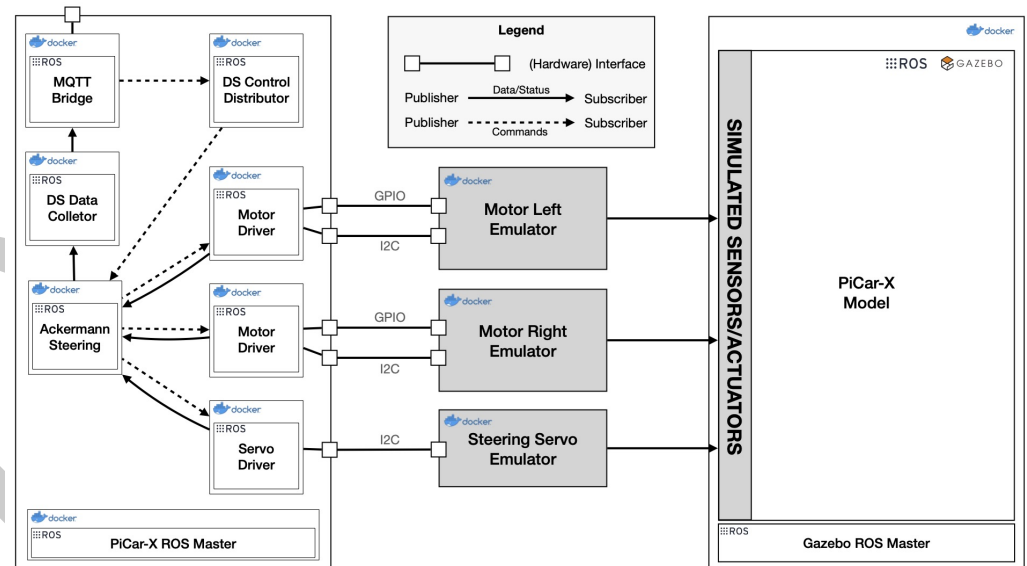 docker
ROS
MQTT
Bridge
docker
ROS
DS Control
Distributor
docker
ROS
DS Data
Colletor
docker
ROS
Motor
Driver
docker
ROS
Ackermann
Steering
docker
ROS
Motor
Driver
docker
ROS
Servo
Driver
docker
ROS
PiCar-X ROS Master
Legend
(Hardware) Interface
Publisher Data/Status Subscriber
Publisher Commands Subscriber
GPIO
I2C
docker
Motor Left
Emulator
GPIO
I2C
docker
Motor Right
Emulator
I2C
docker
Steering Servo
Emulator
docker
ROS GAZEBO
SIMULATED SENSORS/ACTUATORS
PiCar-X
Model
ROS
Gazebo ROS Master